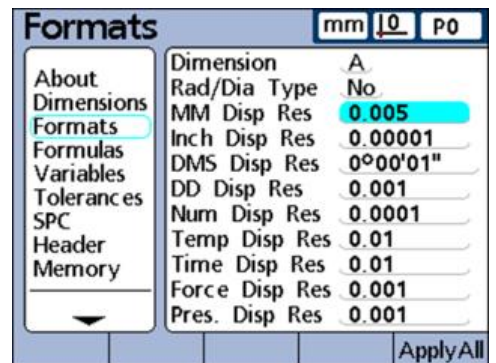 Formats mm 0 P0
About
Dimensions
Formats
Formulas
Variables
Tolerances
SPC
Header
Memory
Dimension A
Rad/Dia Type No
MM Disp Res 0.005
Inch Disp Res 0.00001
DMS Disp Res 0°00'01"
DD Disp Res 0.001
Num Disp Res 0.0001
Temp Disp Res 0.01
Time Disp Res 0.01
Force Disp Res 0.001
Pres. Disp Res 0.001
ApplyAll